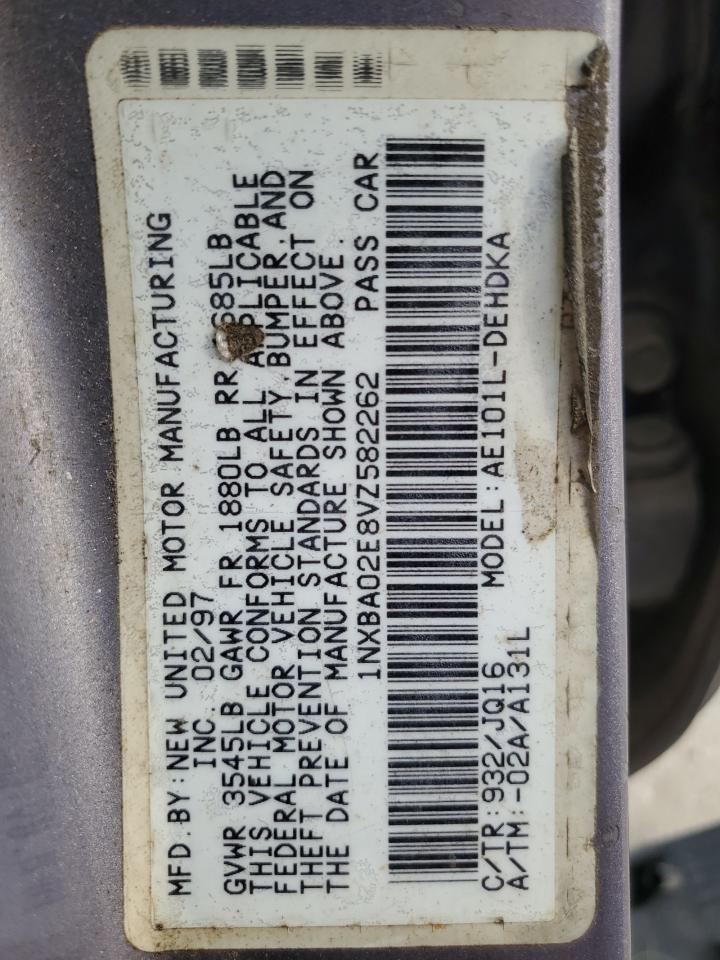 MFD.BY:NEW UNITED MOTOR MANUFACTURING
INC. 02/97
GVWR 3545LB GAWR FR 1880LB RR 685LB
THIS VEHICLE CONFORMS TO ALL APPLICABLE
FEDERAL MOTOR VEHICLE SAFETY,BUMPER,AND
THEFT PREVENTION STANDARDS IN EFFECT ON
THE DATE OF MANUFACTURE SHOWN ABOVE.
1NXBA02E8VZ582262 PASS CAR
C/TR:932/JQ16 MODEL:AE101L-DEHDKA
A/TM:-02A/A131L